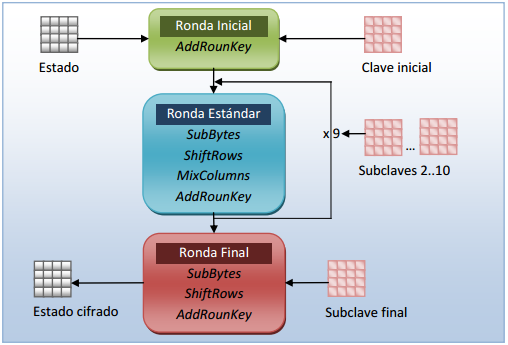 Ronda Inicial
AddRounKey
Estado
Clave inicial
Ronda Estándar
SubBytes
ShiftRows
MixColumns
AddRounKey
x 9
...
Subclaves 2..10
Ronda Final
SubBytes
ShiftRows
AddRounKey
Estado cifrado
Subclave final